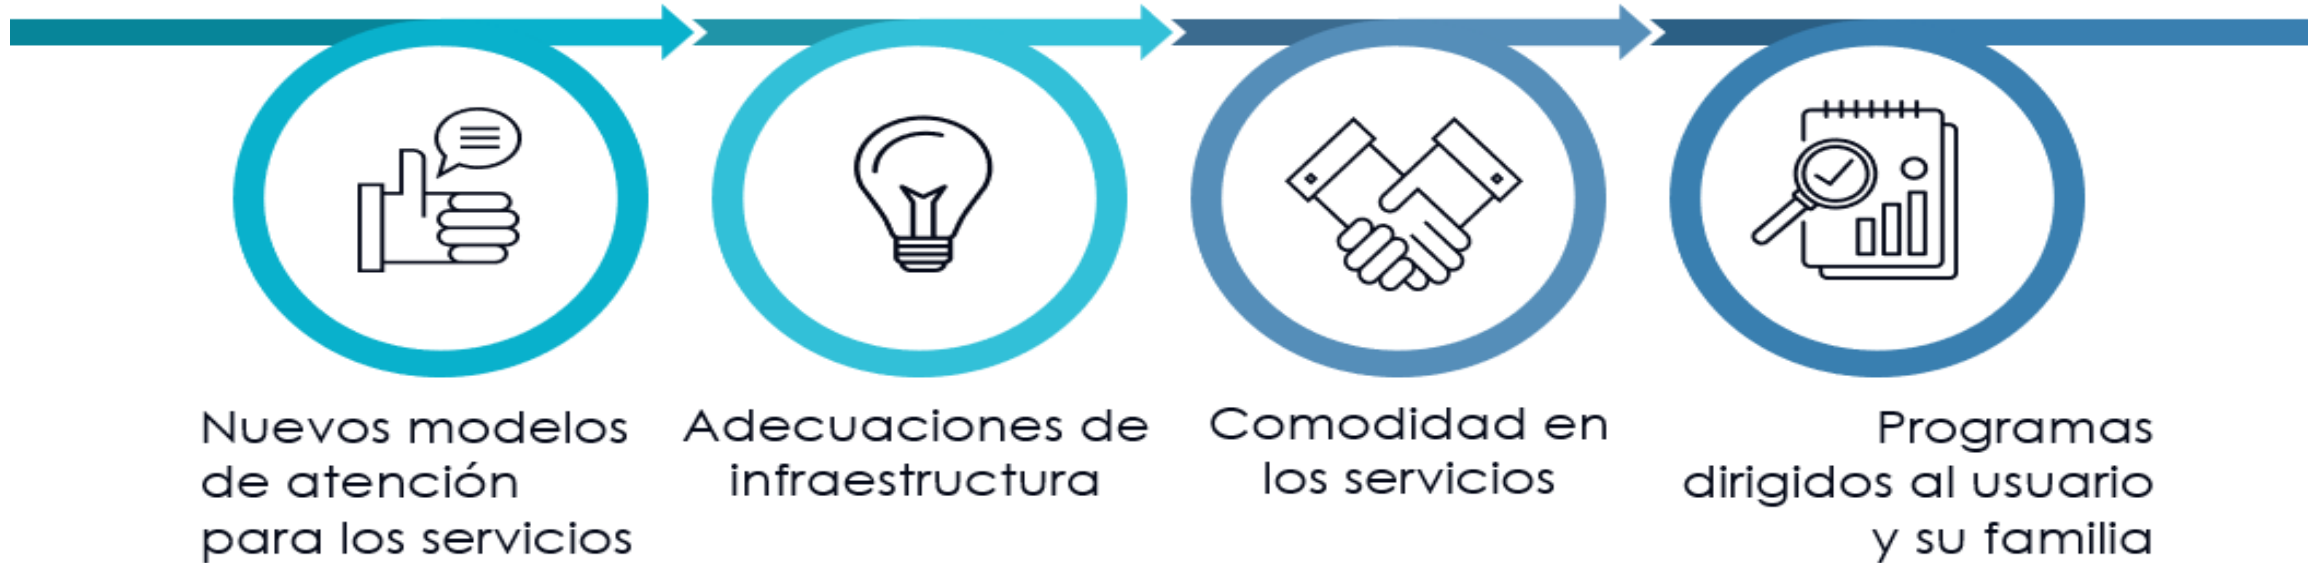 Nuevos modelos
de atención
para los servicios
Adecuaciones de
infraestructura
Comodidad en
los servicios
Programas
dirigidos al usuario
y su familia